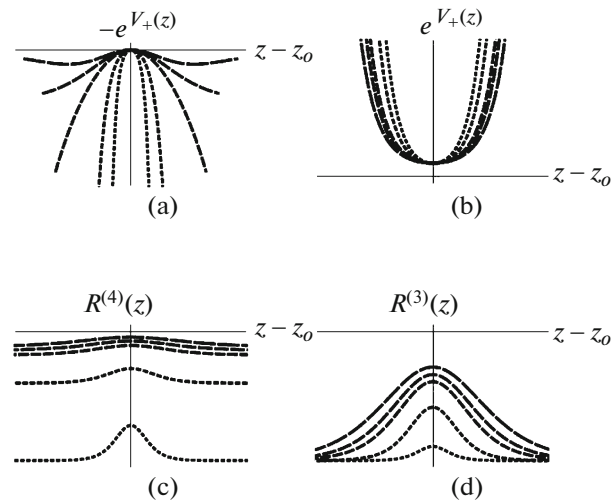 −e^{V_+(z)}
z − z_o
(a)
e^{V_+(z)}
z − z_o
(b)
R^{(4)}(z)
z − z_o
(c)
R^{(3)}(z)
z − z_o
(d)